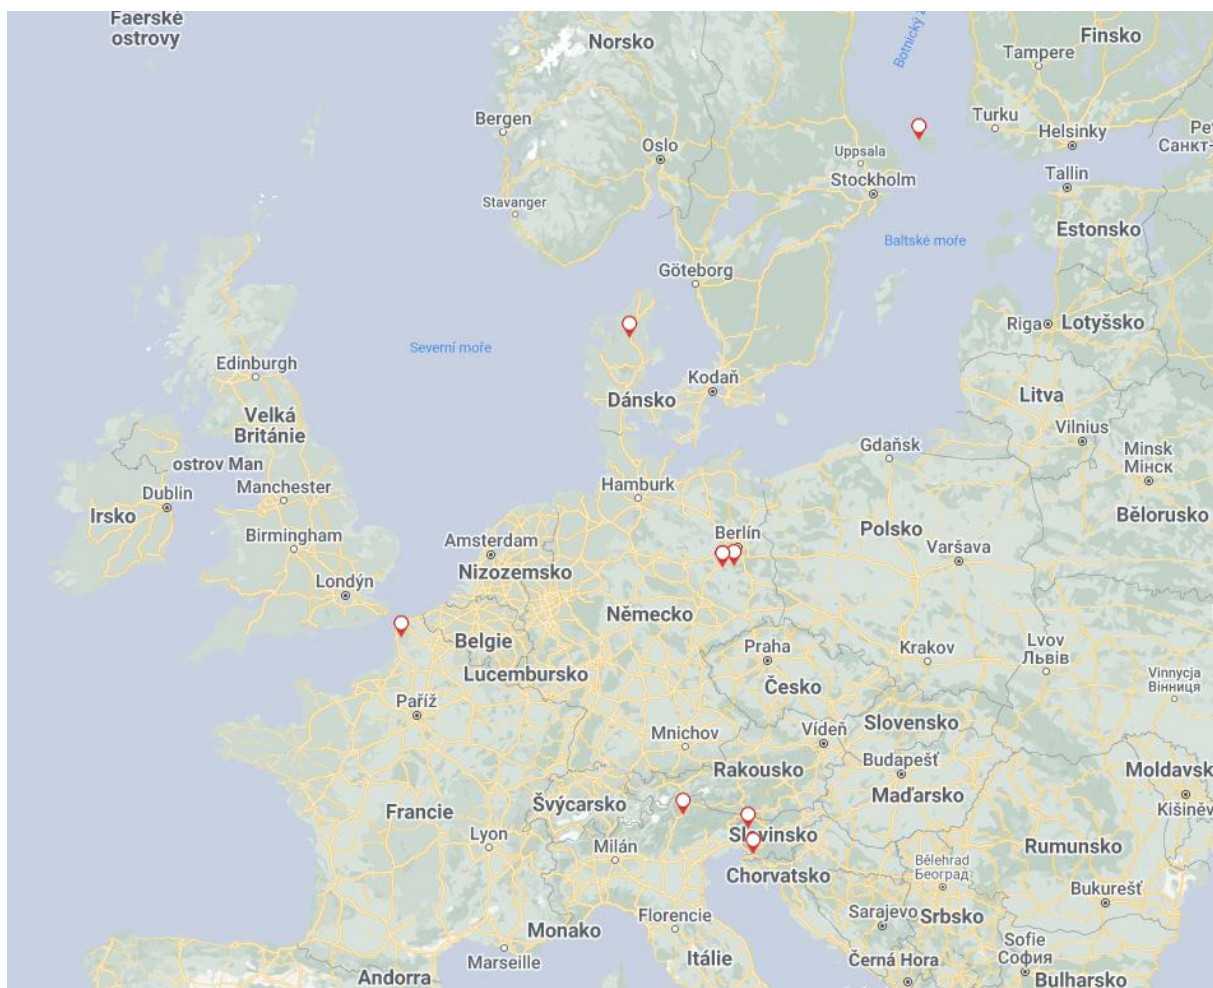 Faerské
ostrovy
Norsko
Botnický z
Finsko
Tampere
Bergen
Turku
Helsinky
Oslo
Uppsala
Pet
Санкт-
Stockholm
Tallin
Stavanger
Estonsko
Baltské moře
Göteborg
Riga
Lotyšsko
Severní moře
Edinburgh
Kodaň
Dánsko
Litva
Velká
Británie
Vilnius
Gdaňsk
Minsk
Мінск
ostrov Man
Hamburk
Manchester
Dublin
Irsko
Bělorusko
Birmingham
Berlín
Polsko
Amsterdam
Varšava
Nizozemsko
Londýn
Německo
Belgie
Praha
Krakov
Lvov
Львів
Lucembursko
Česko
Vinnycja
Вінниця
Paříž
Slovensko
Mnichov
Vídeň
Rakousko
Budapešť
Moldavsk
Maďarsko
Kišiněv
Švýcarsko
Francie
Lyon
Slovinsko
Milán
Rumunsko
Chorvatsko
Bělehrad
Београд
Bukurešť
Florencie
Sarajevo
Srbsko
Monako
Sofie
София
Marseille
Itálie
Černá Hora
Andorra
Bulharsko